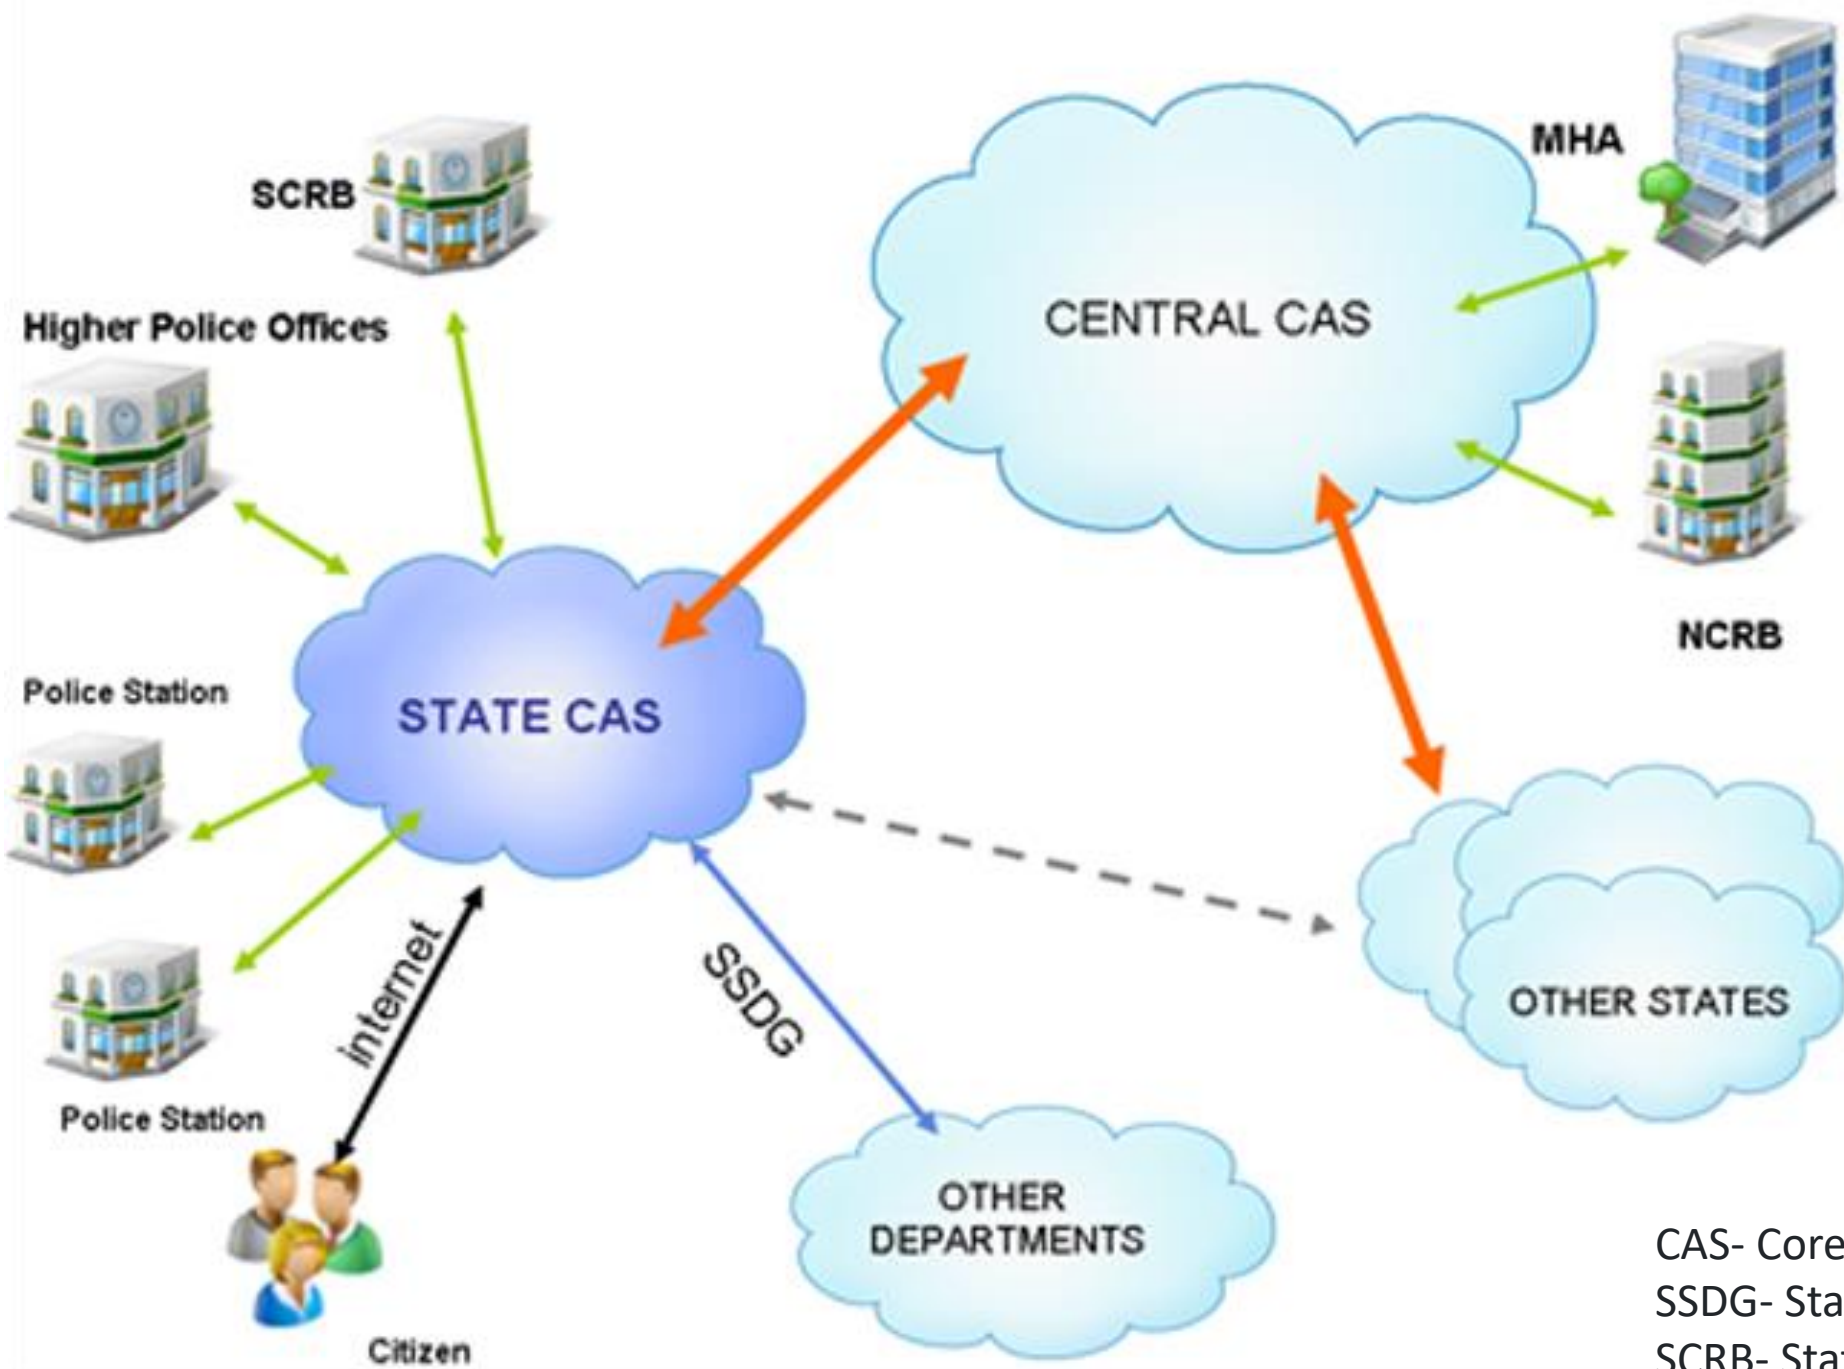 MHA
SCRB
CENTRAL CAS
Higher Police Offices
NCRB
Police Station
STATE CAS
internet
SSDG
OTHER STATES
Police Station
OTHER
DEPARTMENTS
Citizen
CAS- Core
SSDG-
SCRB-